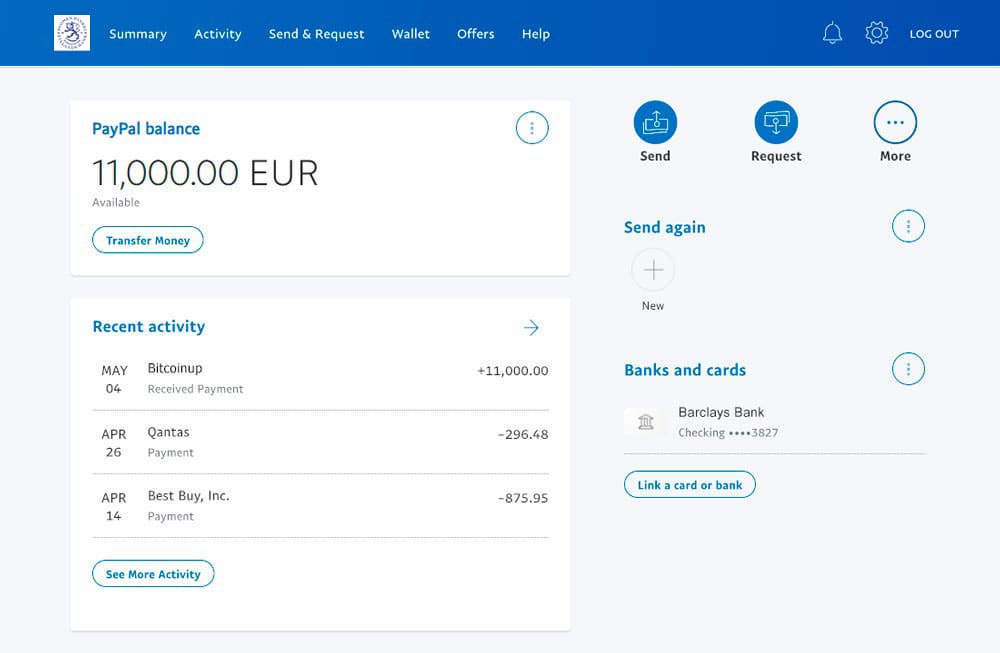 Summary Activity Send & Request Wallet Offers Help LOG OUT
PayPal balance
11,000.00 EUR
Available
Transfer Money
Send Request More
Send again
New
Recent activity
MAY 04 Bitcoinup +11,000.00
Received Payment
APR 26 Qantas -296.48
Payment
APR 14 Best Buy, Inc. -875.95
Payment
See More Activity
Banks and cards
Barclays Bank
Checking ••••3827
Link a card or bank